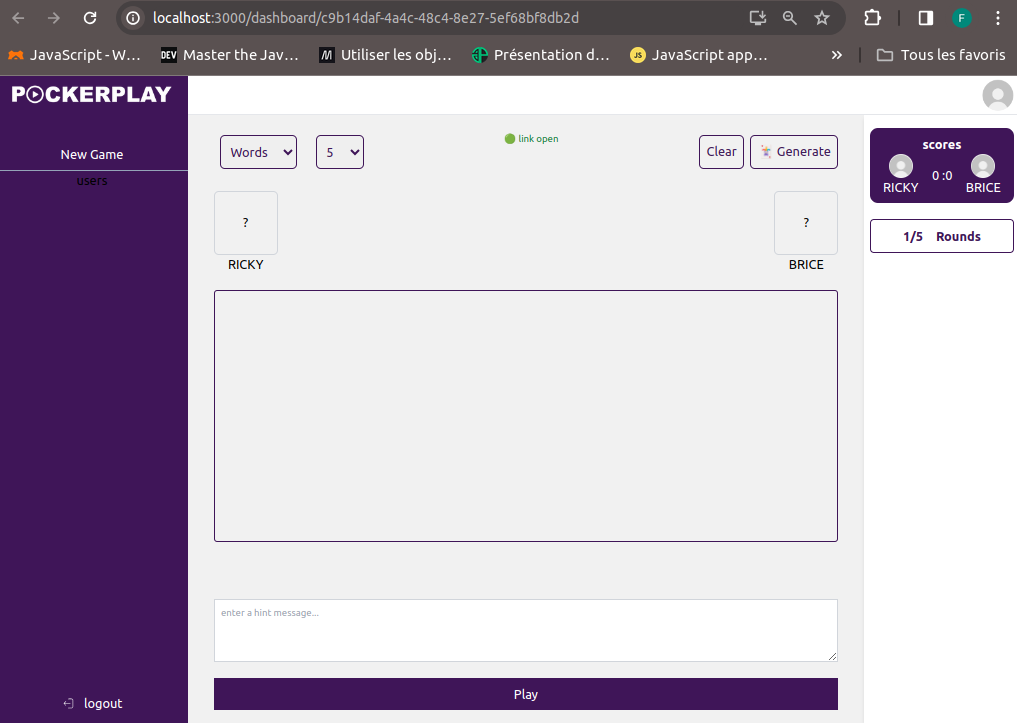 localhost:3000/dashboard/c9b14daf-4a4c-48c4-8e27-5ef68bf8db2d
F
JavaScript - W... DEV Master the Jav... Utiliser les obj... Présentation d... JS JavaScript app... » Tous les favoris
POCKERPLAY
New Game
users
Words 5 link open Clear Generate
? ?
RICKY BRICE
scores
0 :0
RICKY BRICE
1/5 Rounds
enter a hint message...
Play
logout